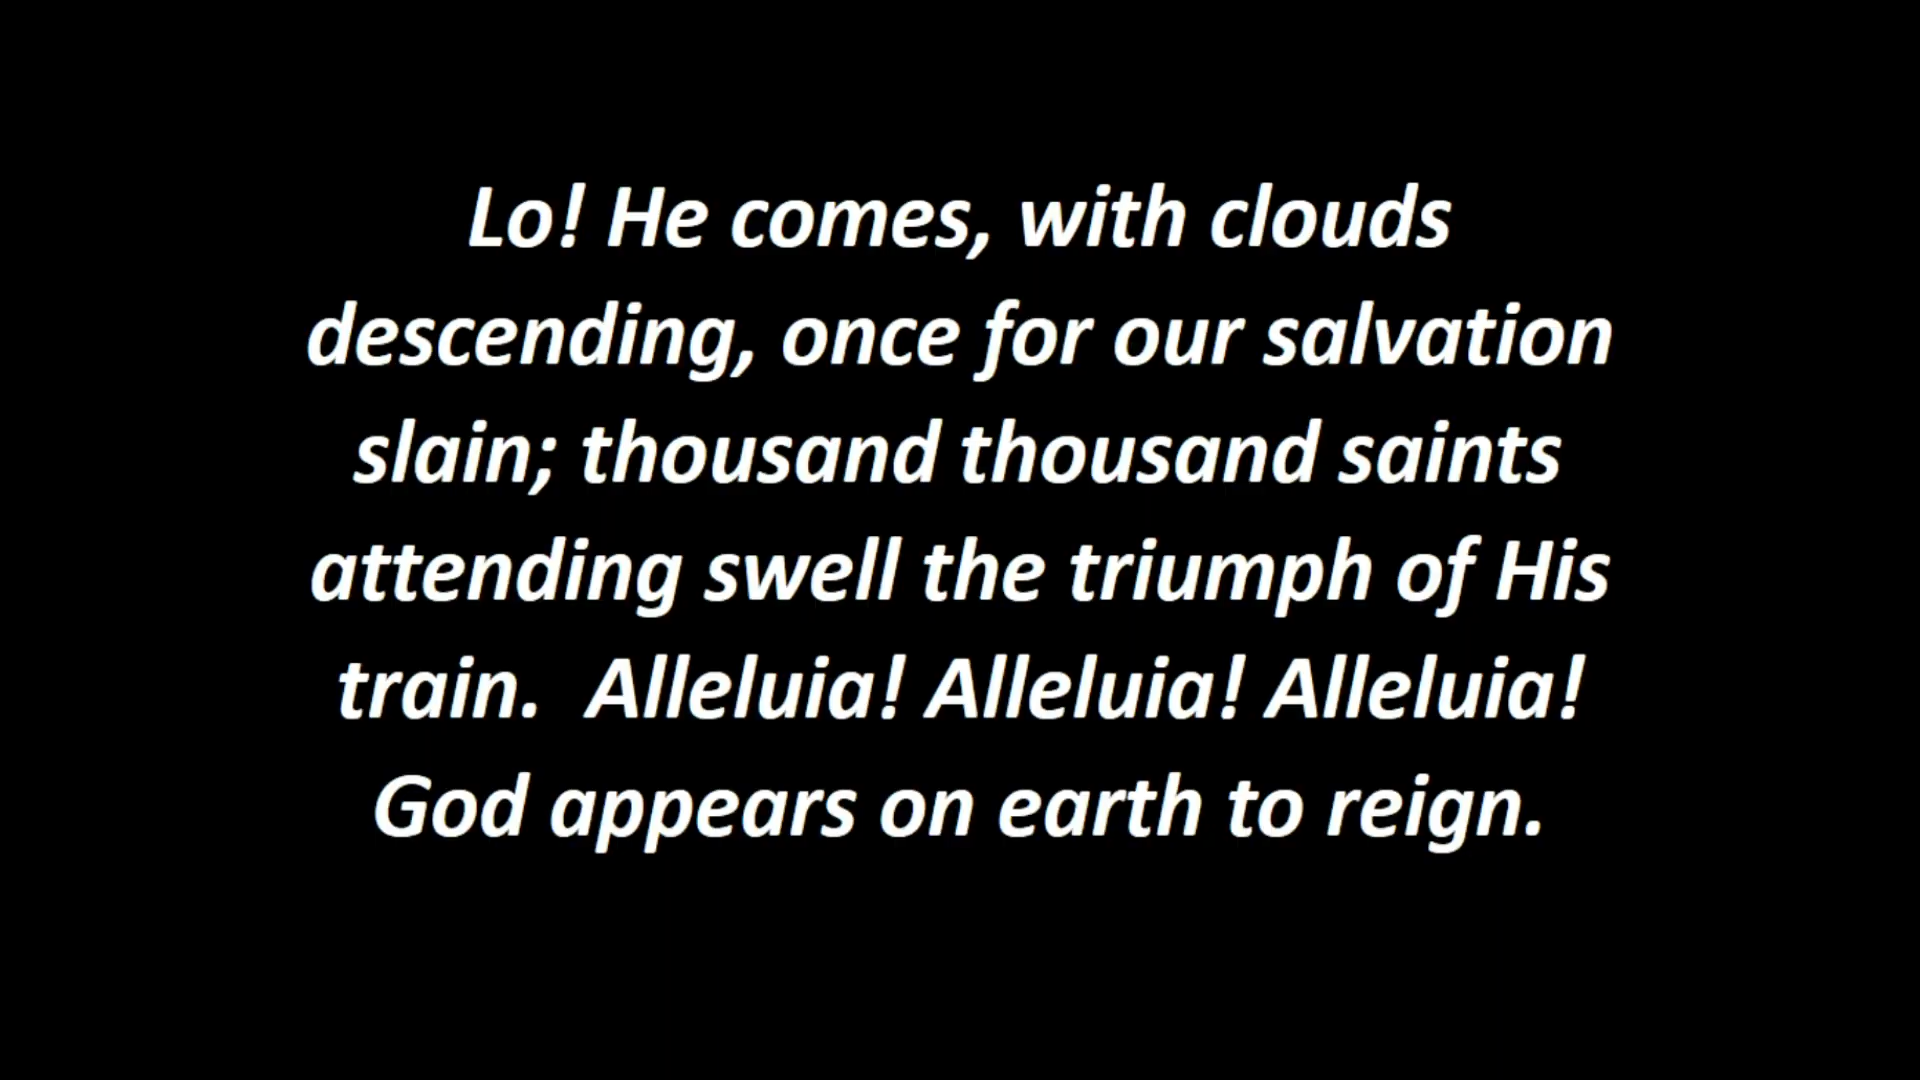 Lo! He comes, with clouds
descending, once for our salvation
slain; thousand thousand saints
attending swell the triumph of His
train.  Alleluia! Alleluia! Alleluia!
God appears on earth to reign.